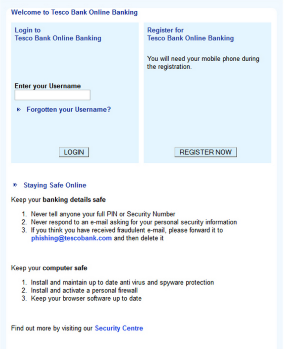 Welcome to Tesco Bank Online Banking
Login to
Tesco Bank Online Banking
Enter your Username
Forgotten your Username?
LOGIN
Register for
Tesco Bank Online Banking
You will need your mobile phone during
the registration.
REGISTER NOW
Staying Safe Online
Keep your banking details safe
1. Never tell anyone your full PIN or Security Number
2. Never respond to an e-mail asking for your personal security information
3. If you think you have received fraudulent e-mail, please forward it to
phishing@tescobank.com and then delete it
Keep your computer safe
1. Install and maintain up to date anti virus and spyware protection
2. Install and activate a personal firewall
3. Keep your browser software up to date
Find out more by visiting our Security Centre